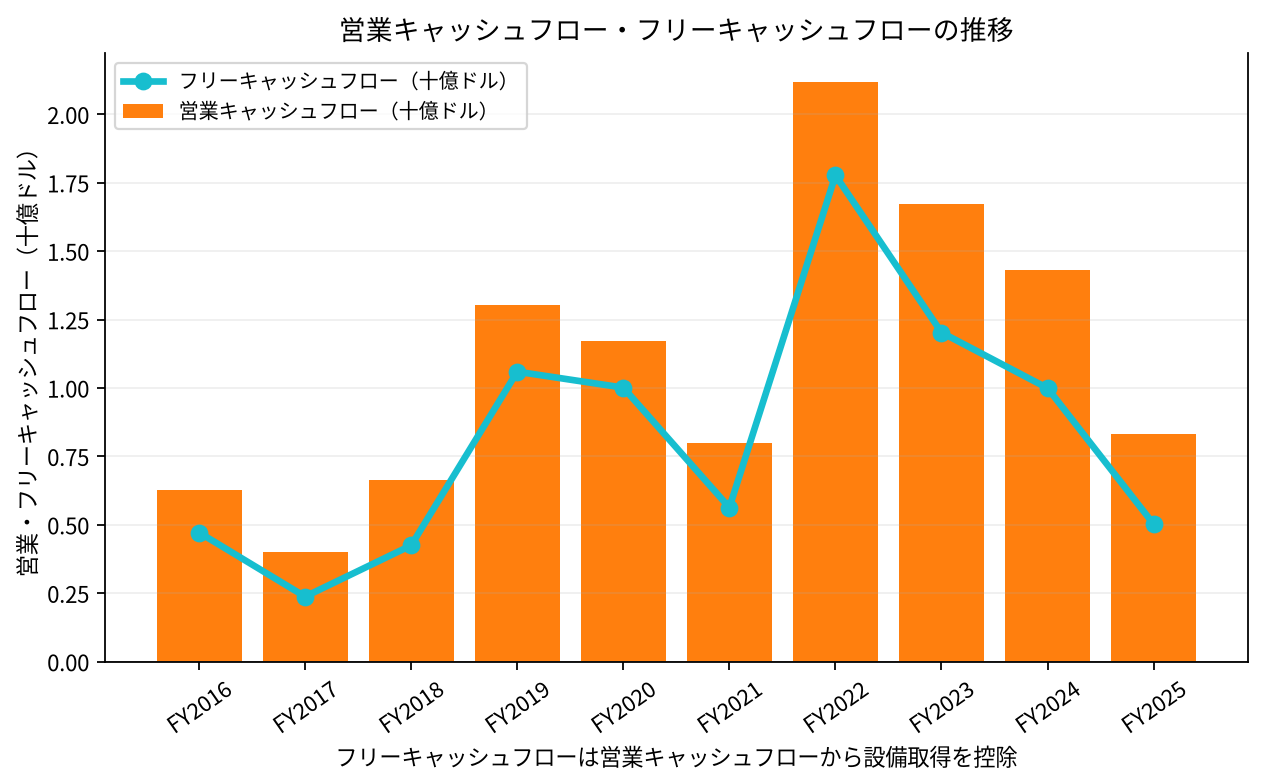 営業キャッシュフロー・フリーキャッシュフローの推移
フリーキャッシュフロー（十億ドル）
営業キャッシュフロー（十億ドル）
営業・フリーキャッシュフロー（十億ドル）
2.00
1.75
1.50
1.25
1.00
0.75
0.50
0.25
0.00
FY2016 FY2017 FY2018 FY2019 FY2020 FY2021 FY2022 FY2023 FY2024 FY2025
フリーキャッシュフローは営業キャッシュフローから設備取得を控除